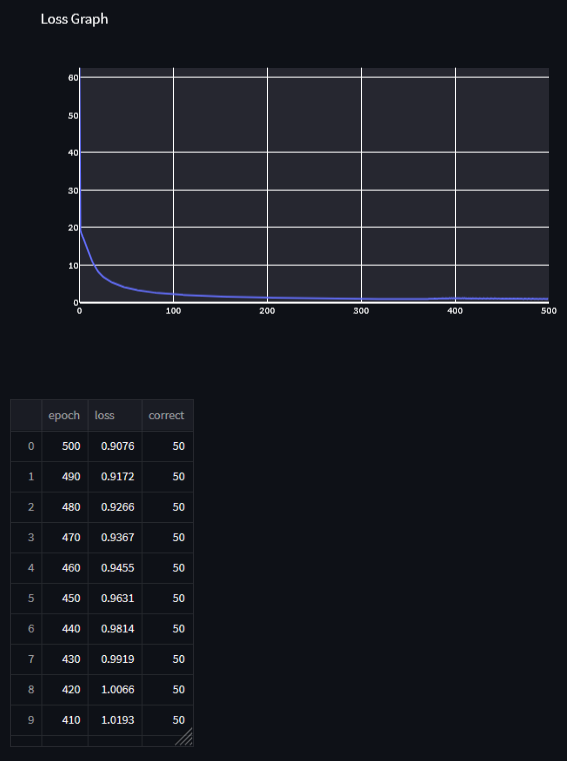 Loss Graph
60
50
40
30
20
10
0
0 100 200 300 400 500
epoch loss correct
0 500 0.9076 50
1 490 0.9172 50
2 480 0.9266 50
3 470 0.9367 50
4 460 0.9455 50
5 450 0.9631 50
6 440 0.9814 50
7 430 0.9919 50
8 420 1.0066 50
9 410 1.0193 50